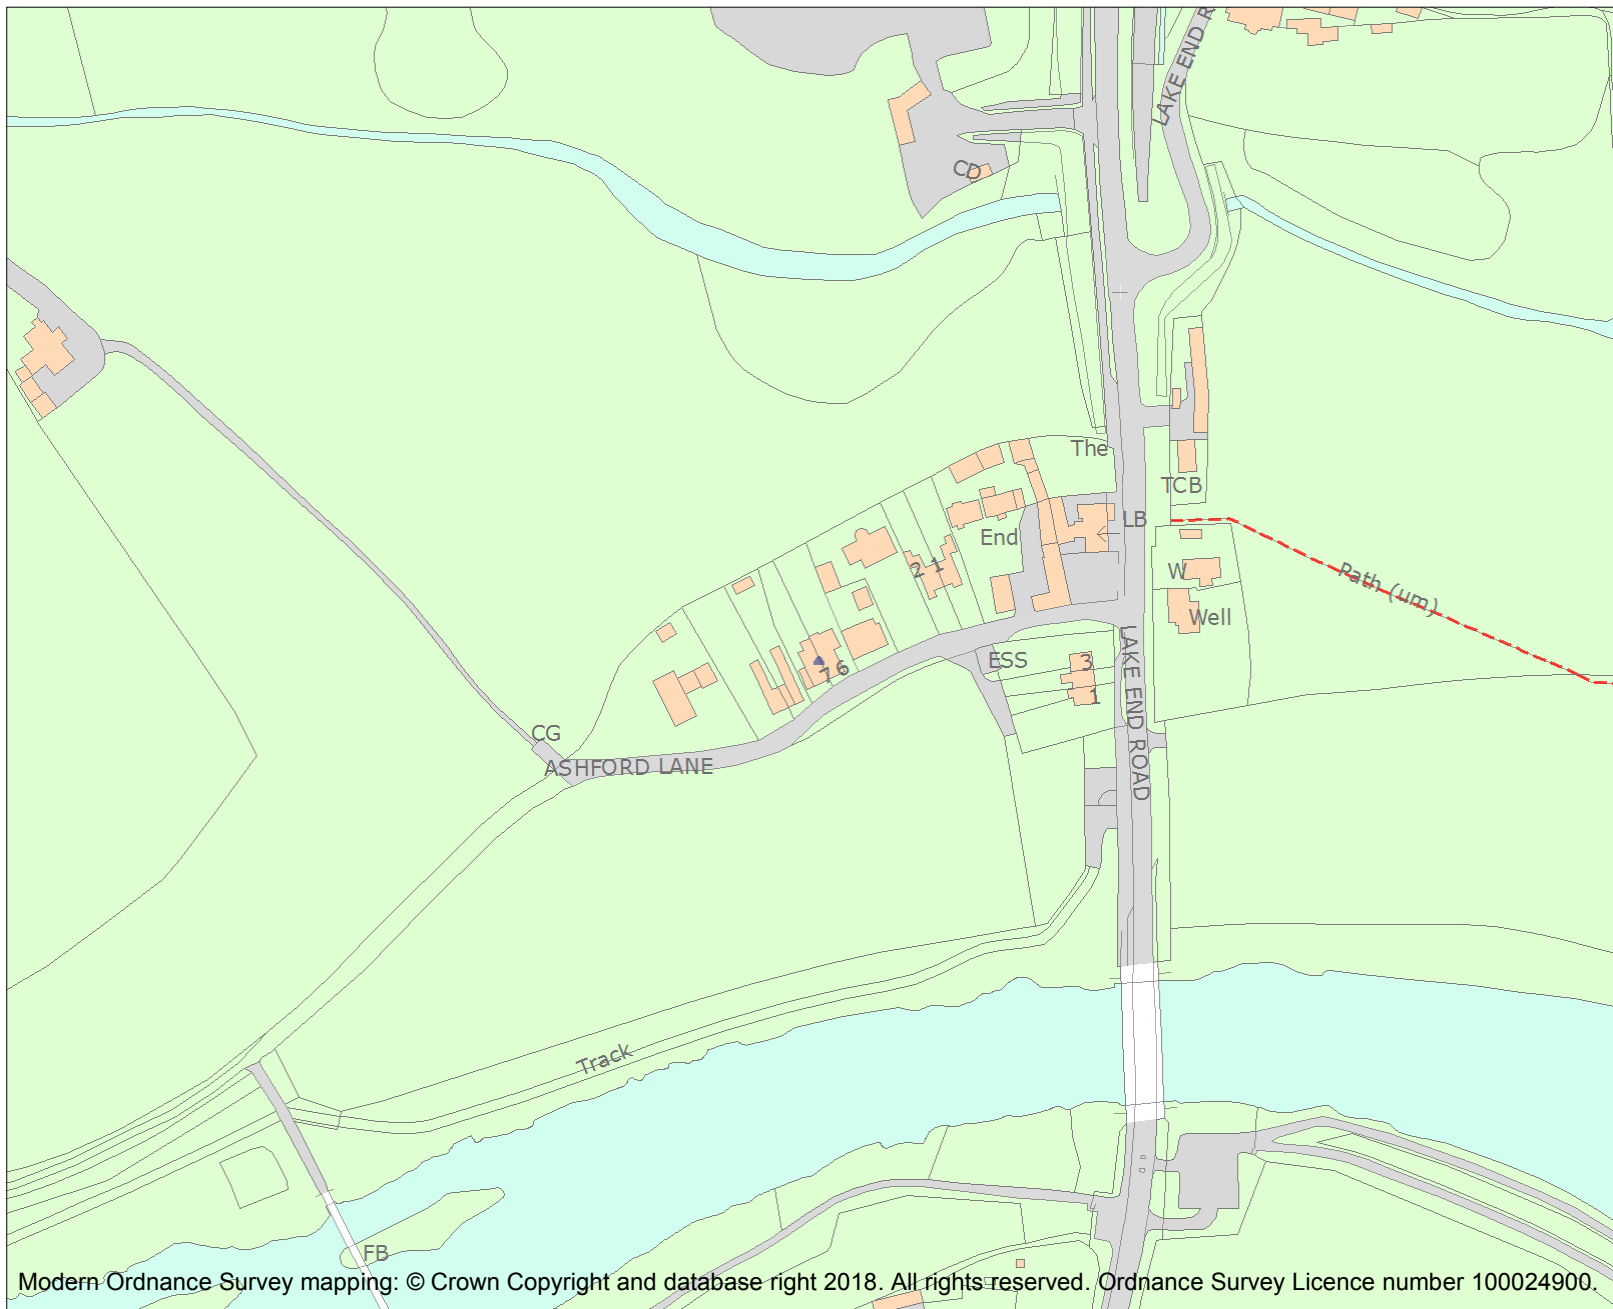 LAKE END R
CD
The
TCB
LB
End
2 1
W
Path (um)
Well
ESS
3
7 6
1
LAKE END ROAD
CG
ASHFORD LANE
Track
FB
Modern Ordnance Survey mapping: © Crown Copyright and database right 2018. All rights reserved. Ordnance Survey Licence number 100024900.